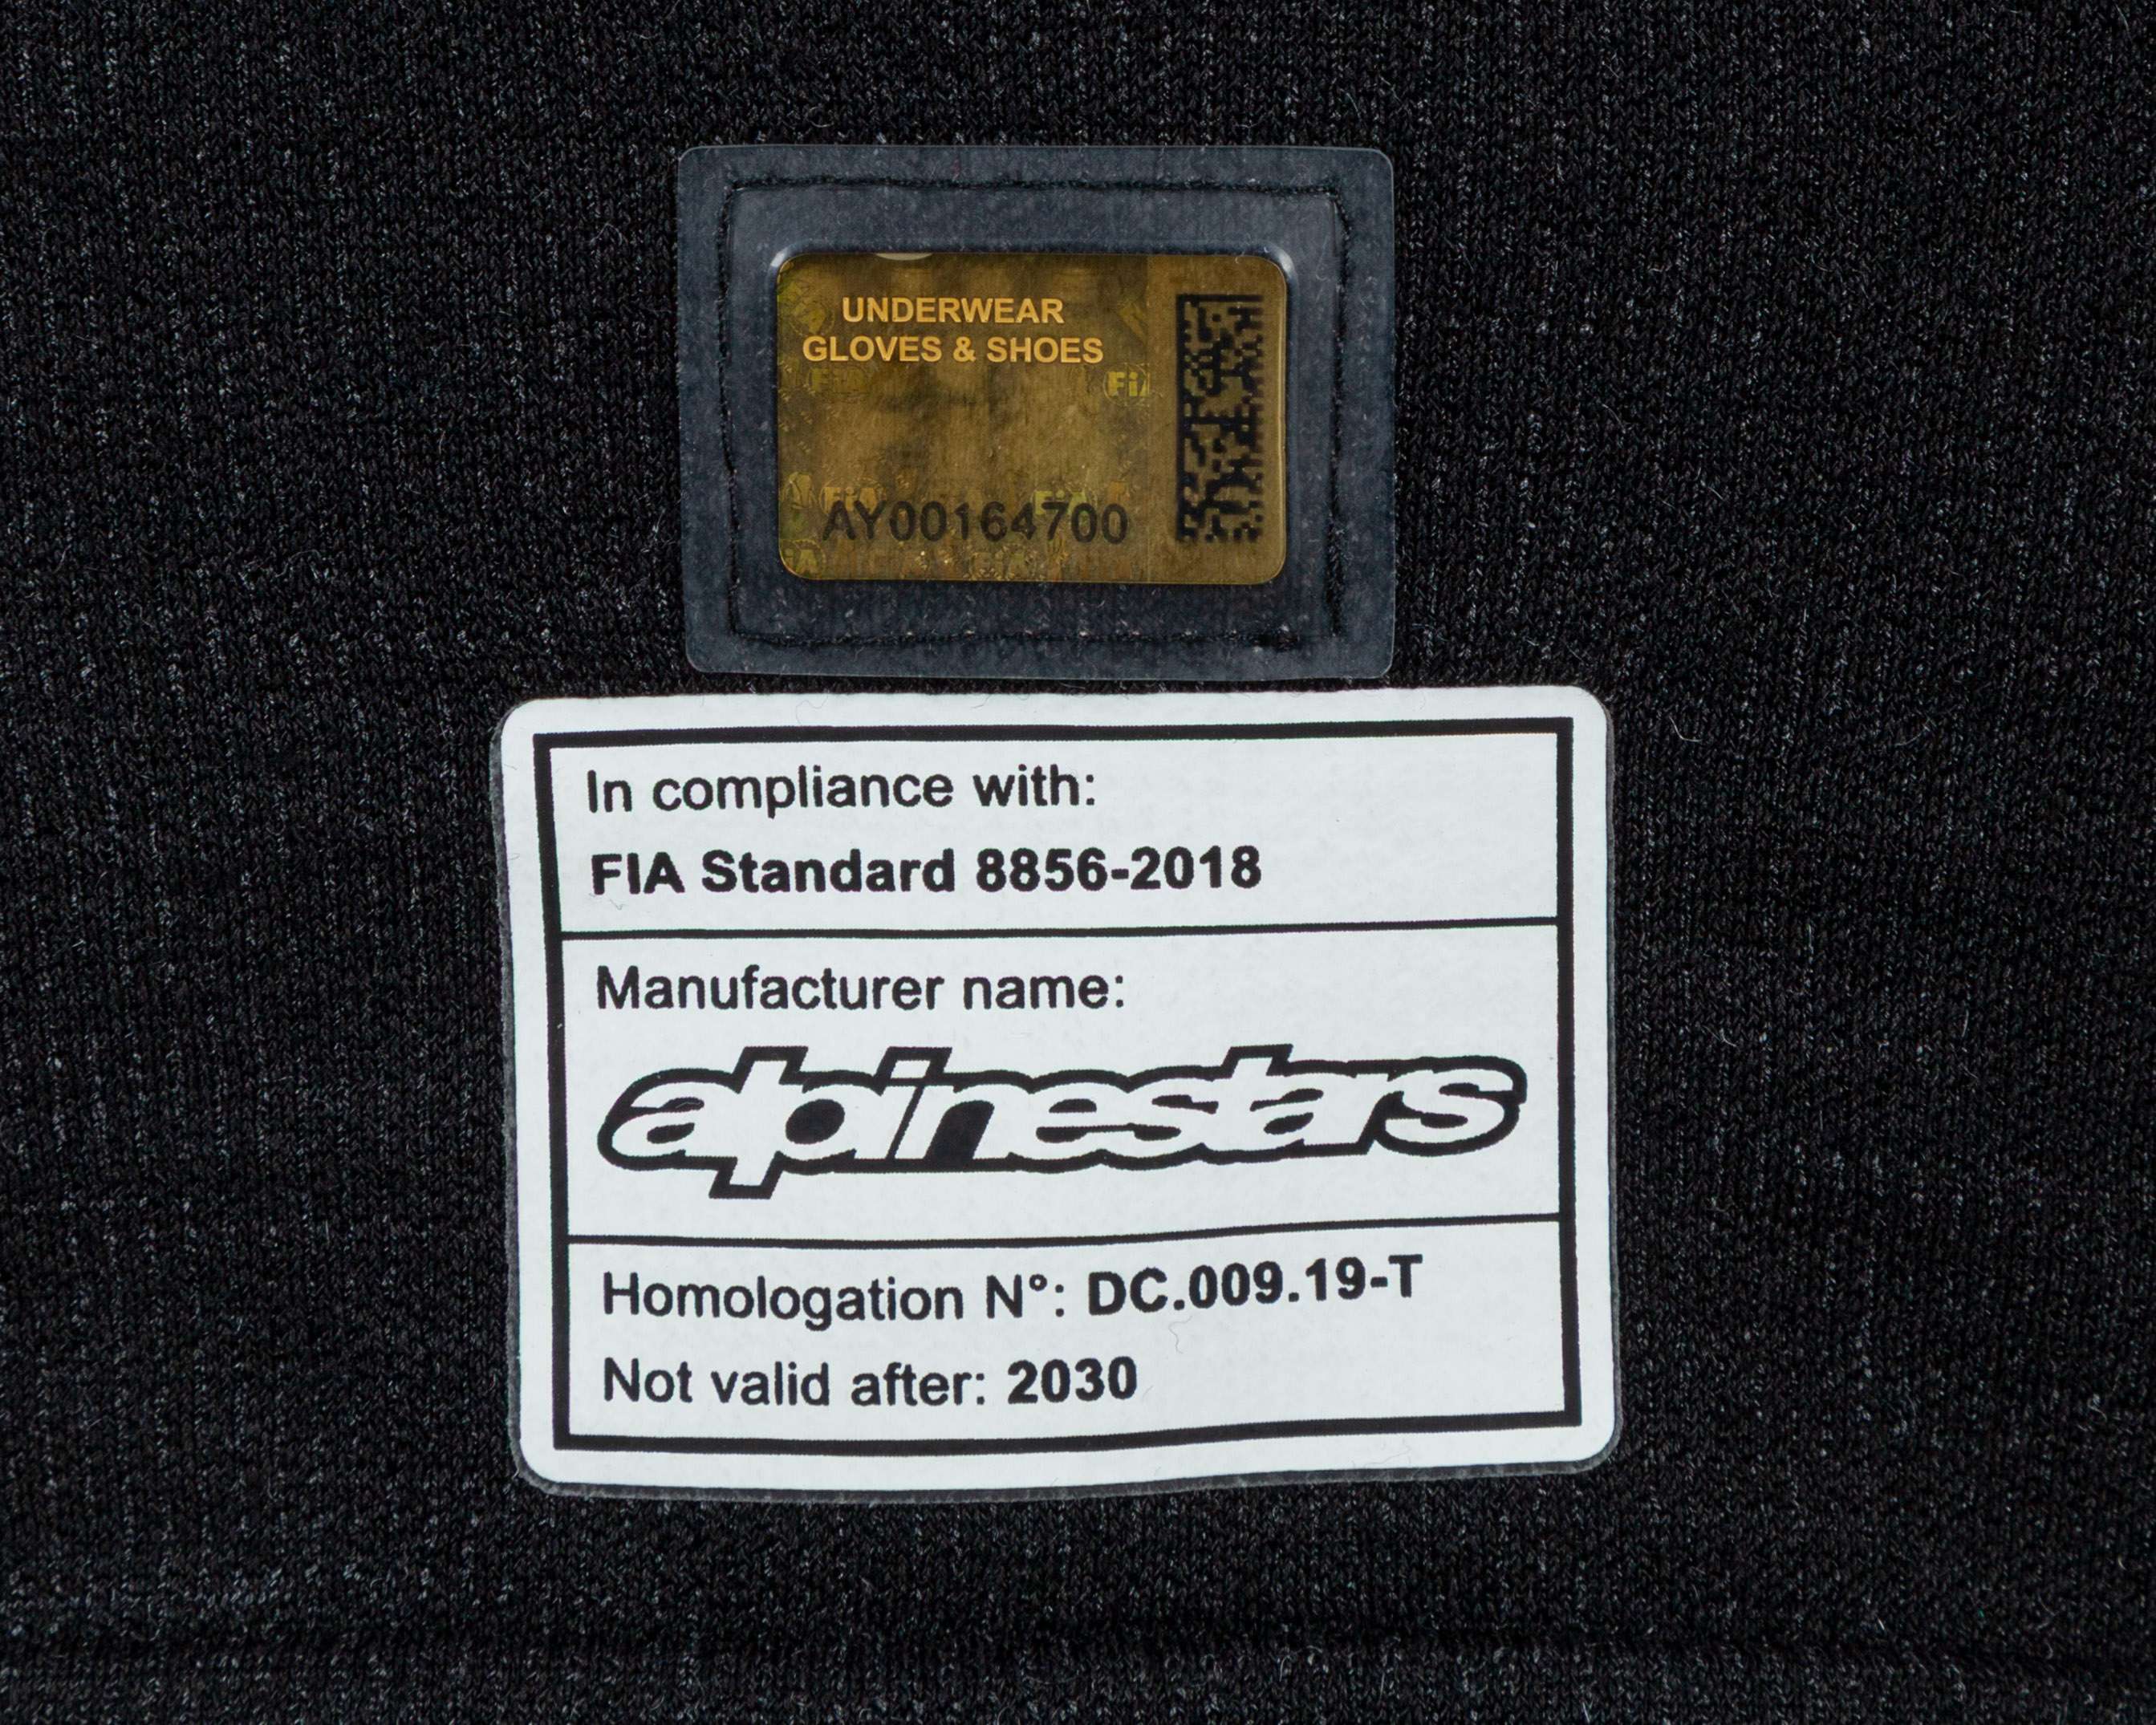 UNDERWEAR
GLOVES & SHOES
AY00164700
In compliance with:
FIA Standard 8856-2018
Manufacturer name:
alpinestars
Homologation N°: DC.009.19-T
Not valid after: 2030